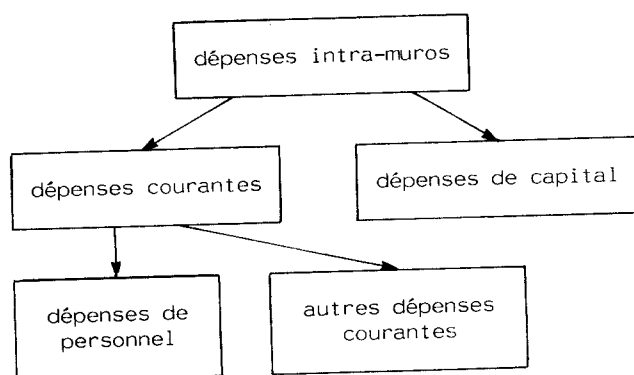 dépenses intra-muros
dépenses courantes
dépenses de capital
dépenses de
personnel
autres dépenses
courantes